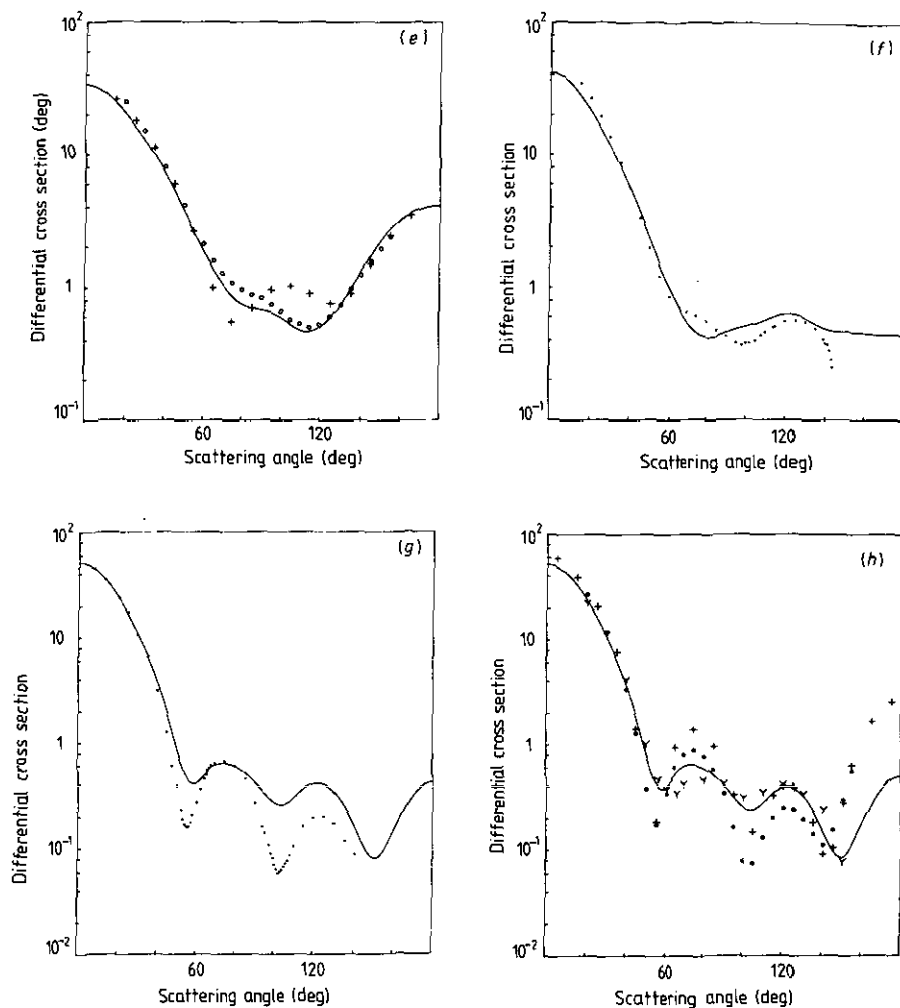 10²
(e)
10
1
10⁻¹
Differential cross section (deg)
60
120
Scattering angle (deg)
10²
(f)
10
1
10⁻¹
Differential cross section
60
120
Scattering angle (deg)
10²
(g)
10
1
10⁻¹
10⁻²
Differential cross section
60
120
Scattering angle (deg)
10²
(h)
10
1
10⁻¹
10⁻²
Differential cross section
60
120
Scattering angle (deg)